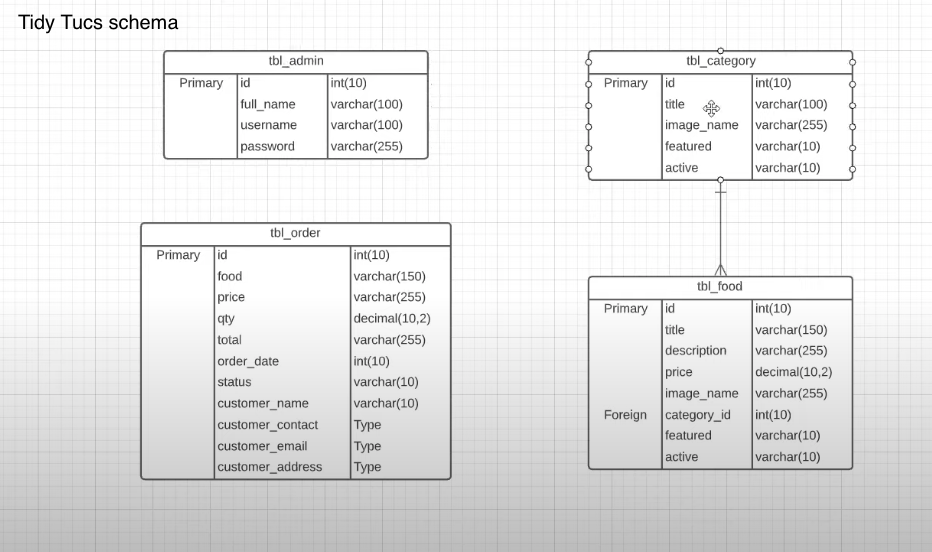 Tidy Tucs schema
tbl_admin
Primary id int(10)
full_name varchar(100)
username varchar(100)
password varchar(255)
tbl_category
Primary id int(10)
title varchar(100)
image_name varchar(255)
featured varchar(10)
active varchar(10)
tbl_order
Primary id int(10)
food varchar(150)
price varchar(255)
qty decimal(10,2)
total varchar(255)
order_date int(10)
status varchar(10)
customer_name varchar(10)
customer_contact Type
customer_email Type
customer_address Type
tbl_food
Primary id int(10)
title varchar(150)
description varchar(255)
price decimal(10,2)
image_name varchar(255)
Foreign category_id int(10)
featured varchar(10)
active varchar(10)